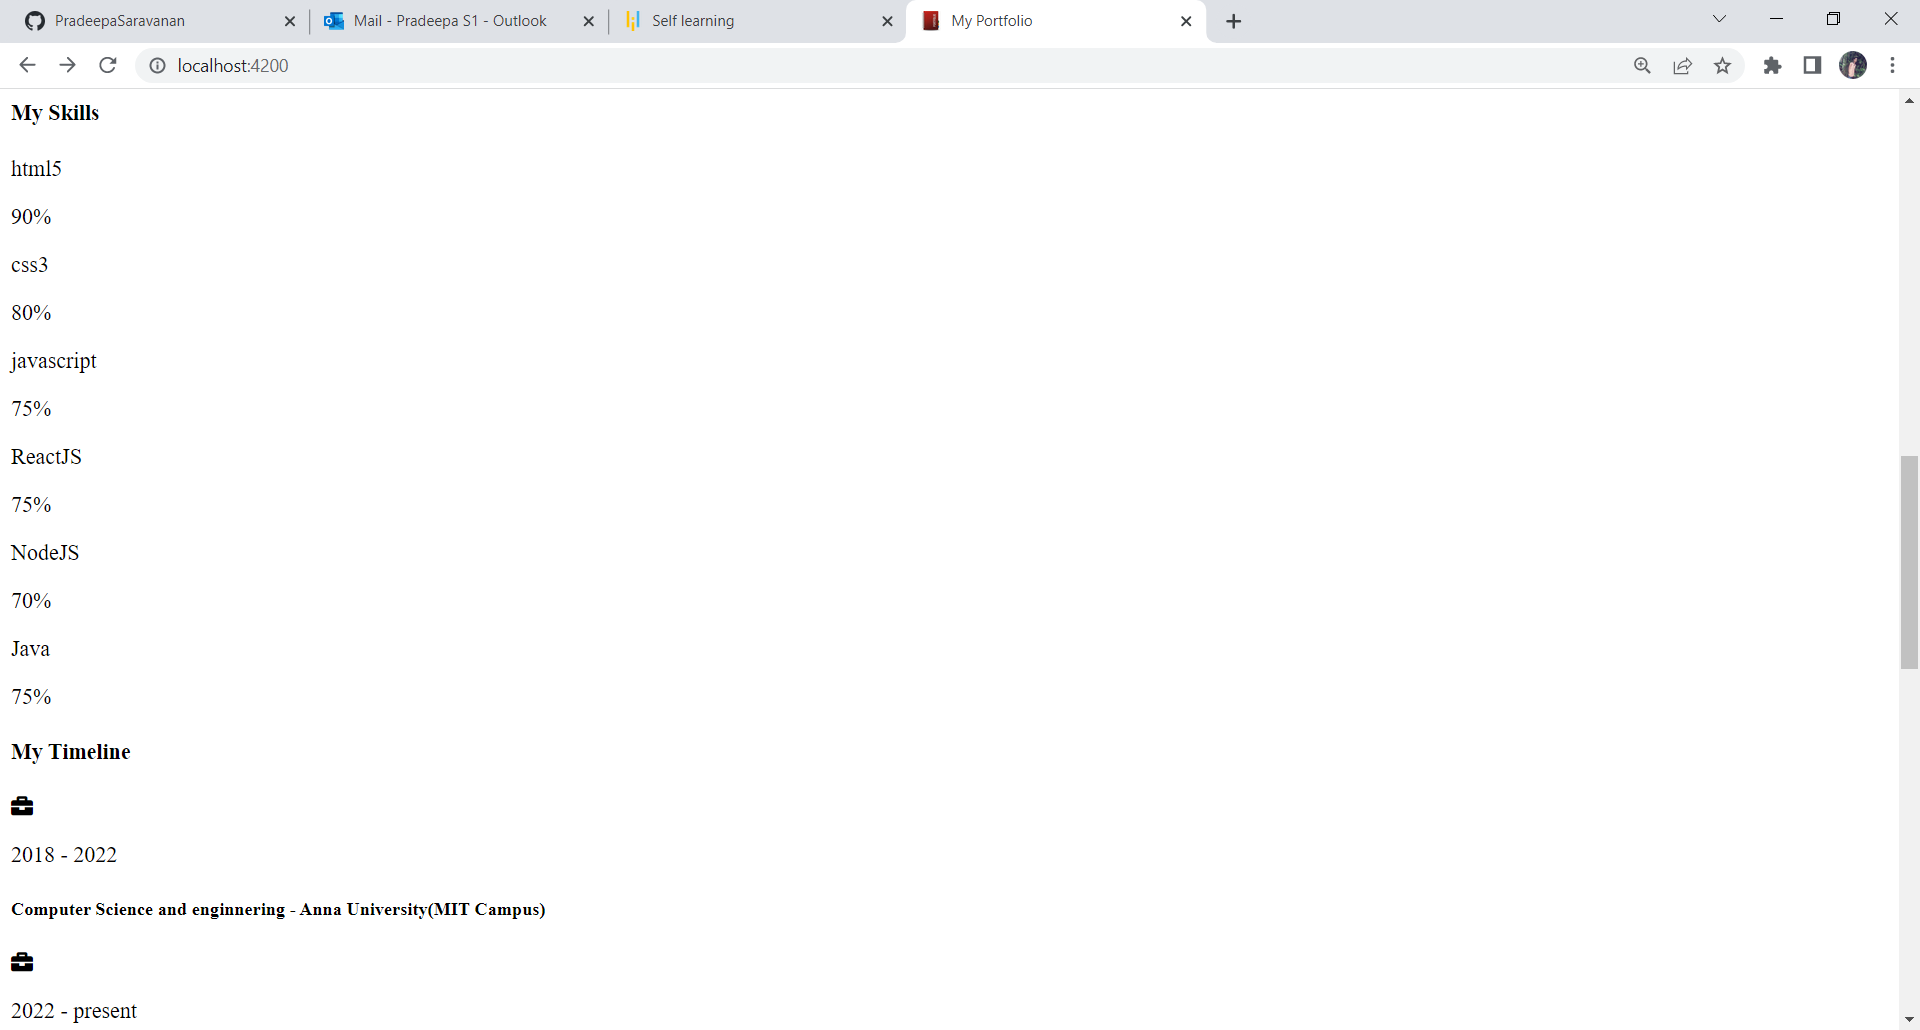 PradeepaSaravanan
Mail - Pradeepa S1 - Outlook
Self learning
My Portfolio
localhost:4200
My Skills
html5
90%
css3
80%
javascript
75%
ReactJS
75%
NodeJS
70%
Java
75%
My Timeline
2018 - 2022
Computer Science and enginnering - Anna University(MIT Campus)
2022 - present